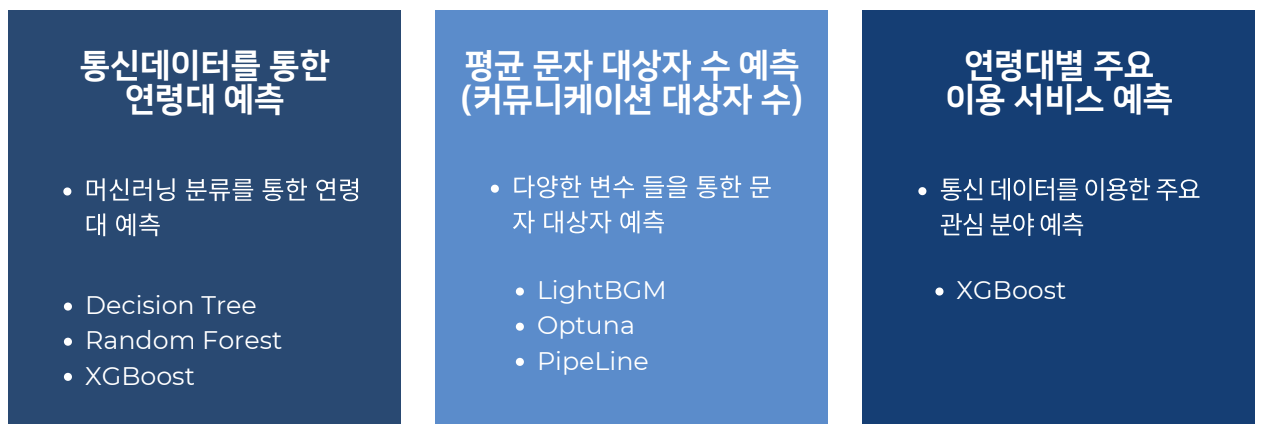 통신데이터를 통한
연령대 예측
• 머신러닝 분류를 통한 연령
대 예측
• Decision Tree
• Random Forest
• XGBoost
평균 문자 대상자 수 예측
(커뮤니케이션 대상자 수)
• 다양한 변수 들을 통한 문
자 대상자 예측
• LightBGM
• Optuna
• PipeLine
연령대별 주요
이용 서비스 예측
• 통신 데이터를 이용한 주요
관심 분야 예측
• XGBoost